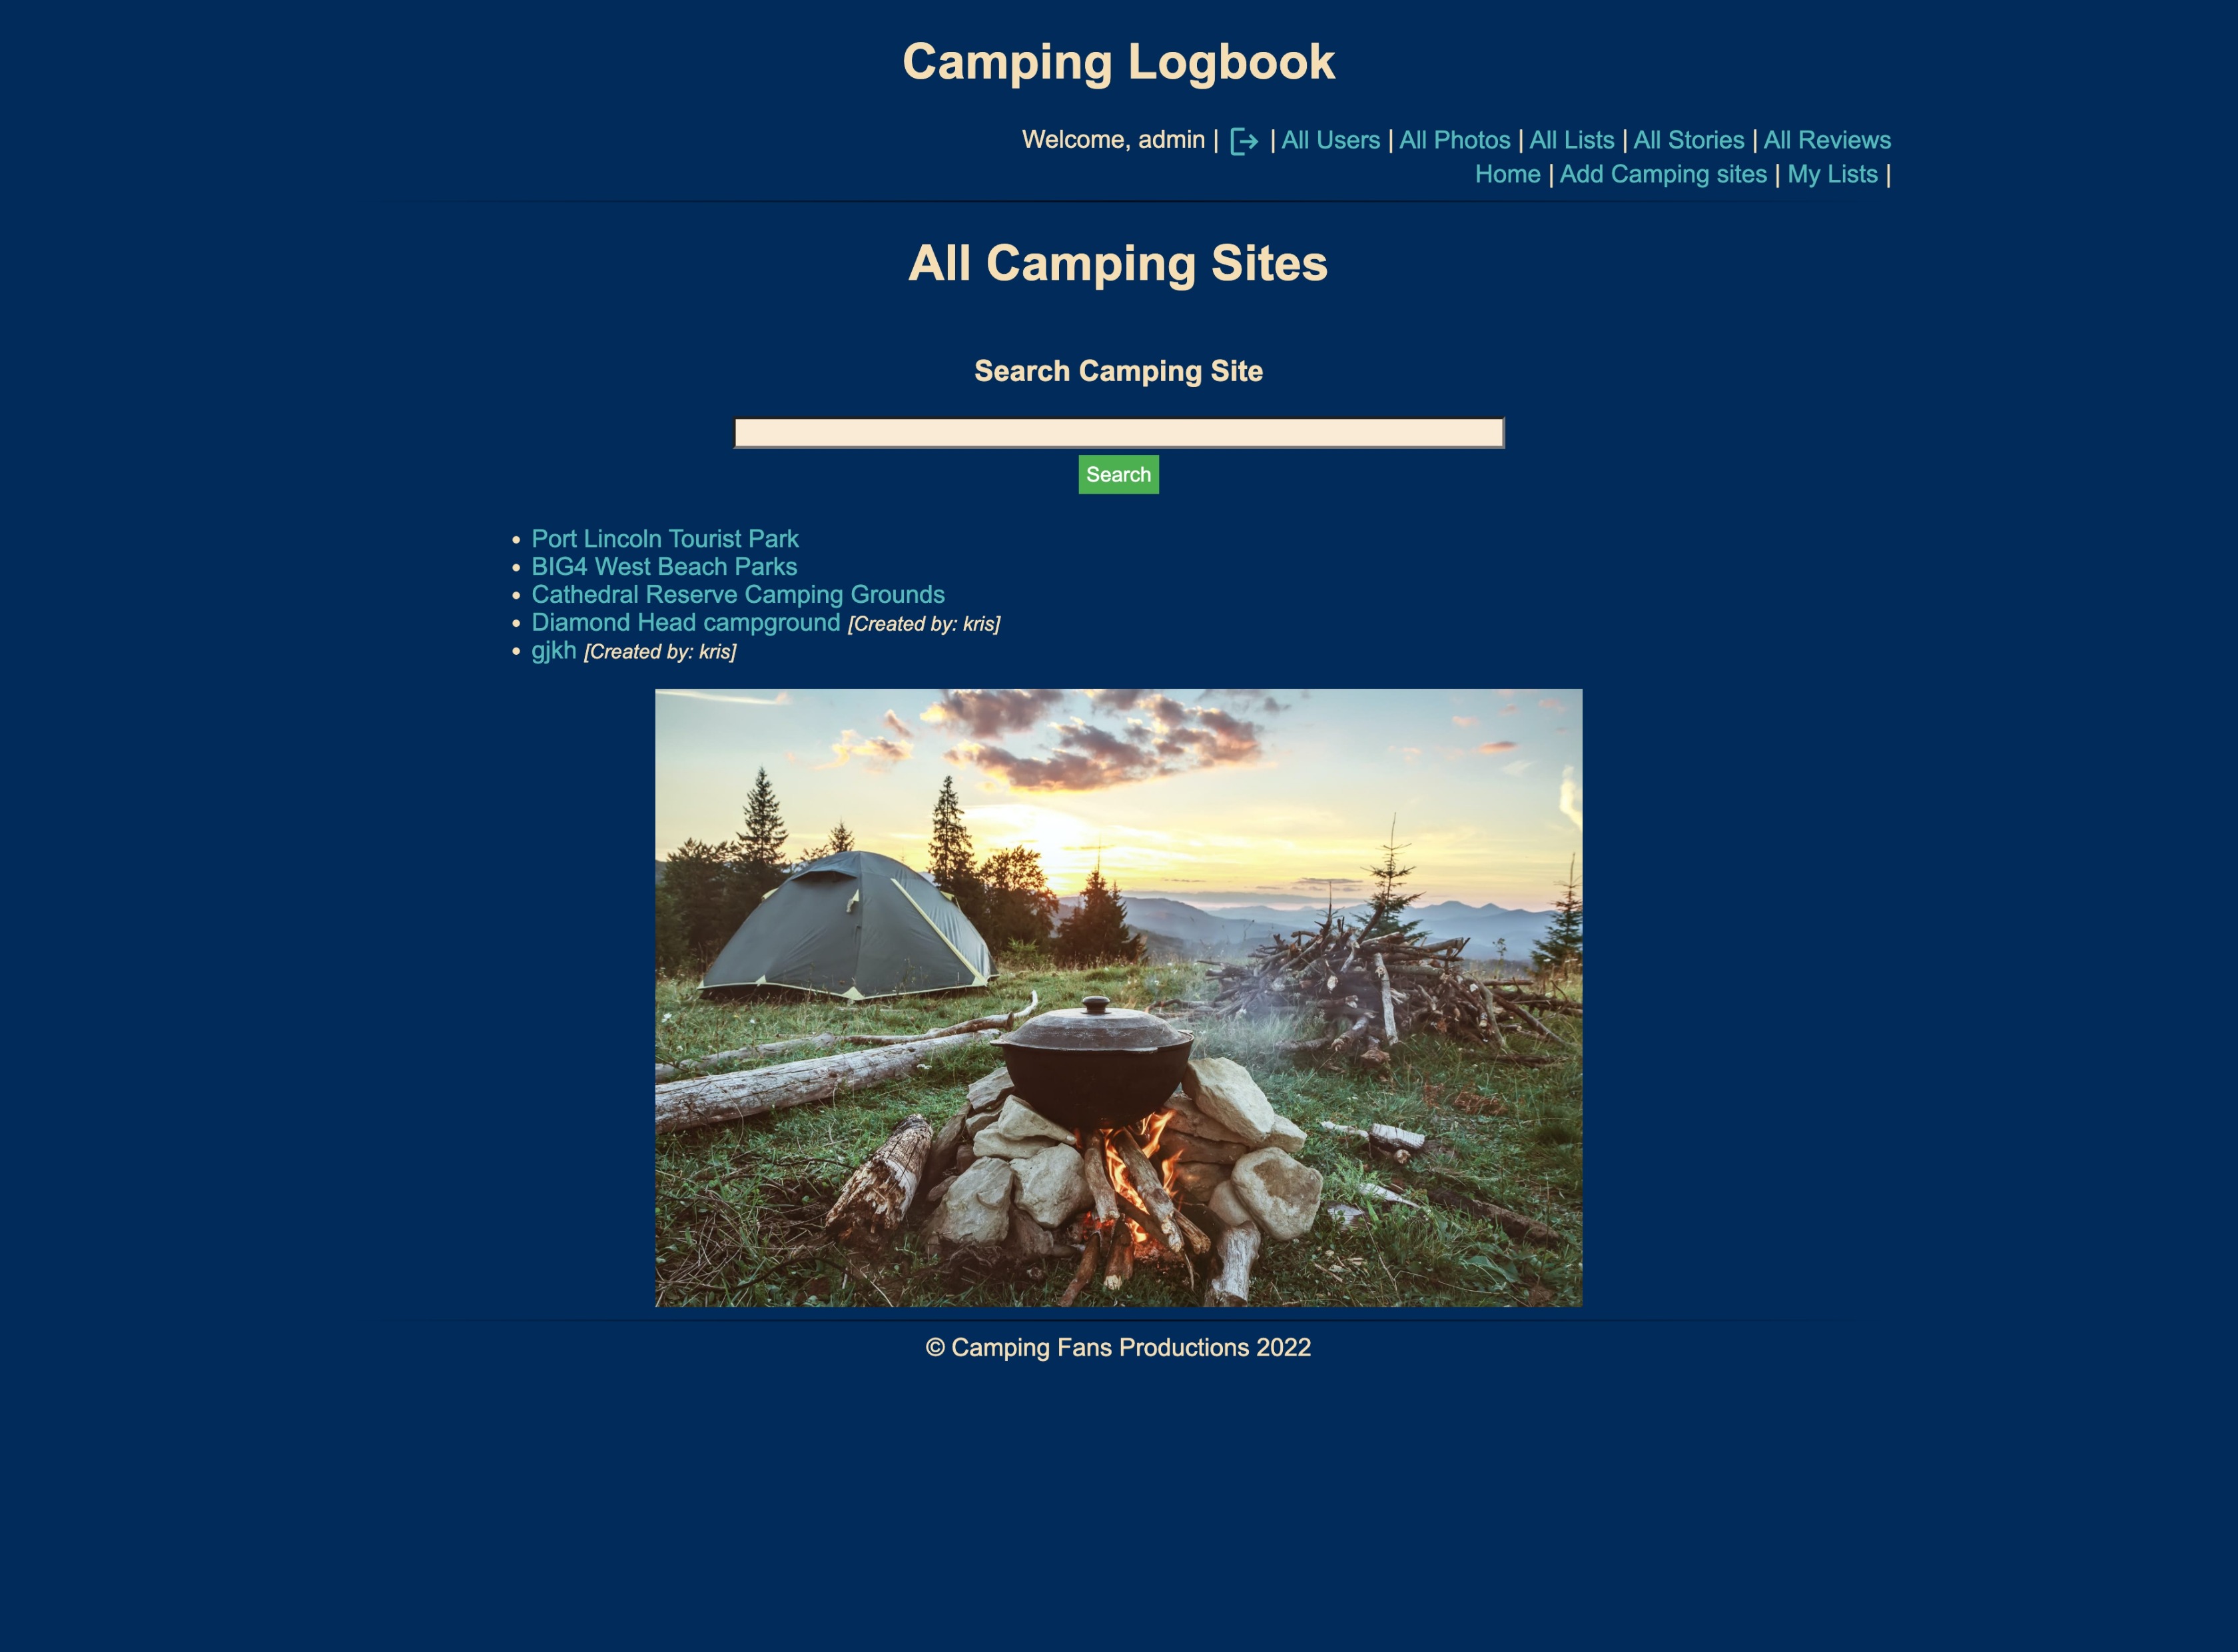 Camping Logbook
Welcome, admin | | All Users | All Photos | All Lists | All Stories | All Reviews
Home | Add Camping sites | My Lists |
All Camping Sites
Search Camping Site
Search
Port Lincoln Tourist Park
BIG4 West Beach Parks
Cathedral Reserve Camping Grounds
Diamond Head campground [Created by: kris]
gjkh [Created by: kris]
© Camping Fans Productions 2022